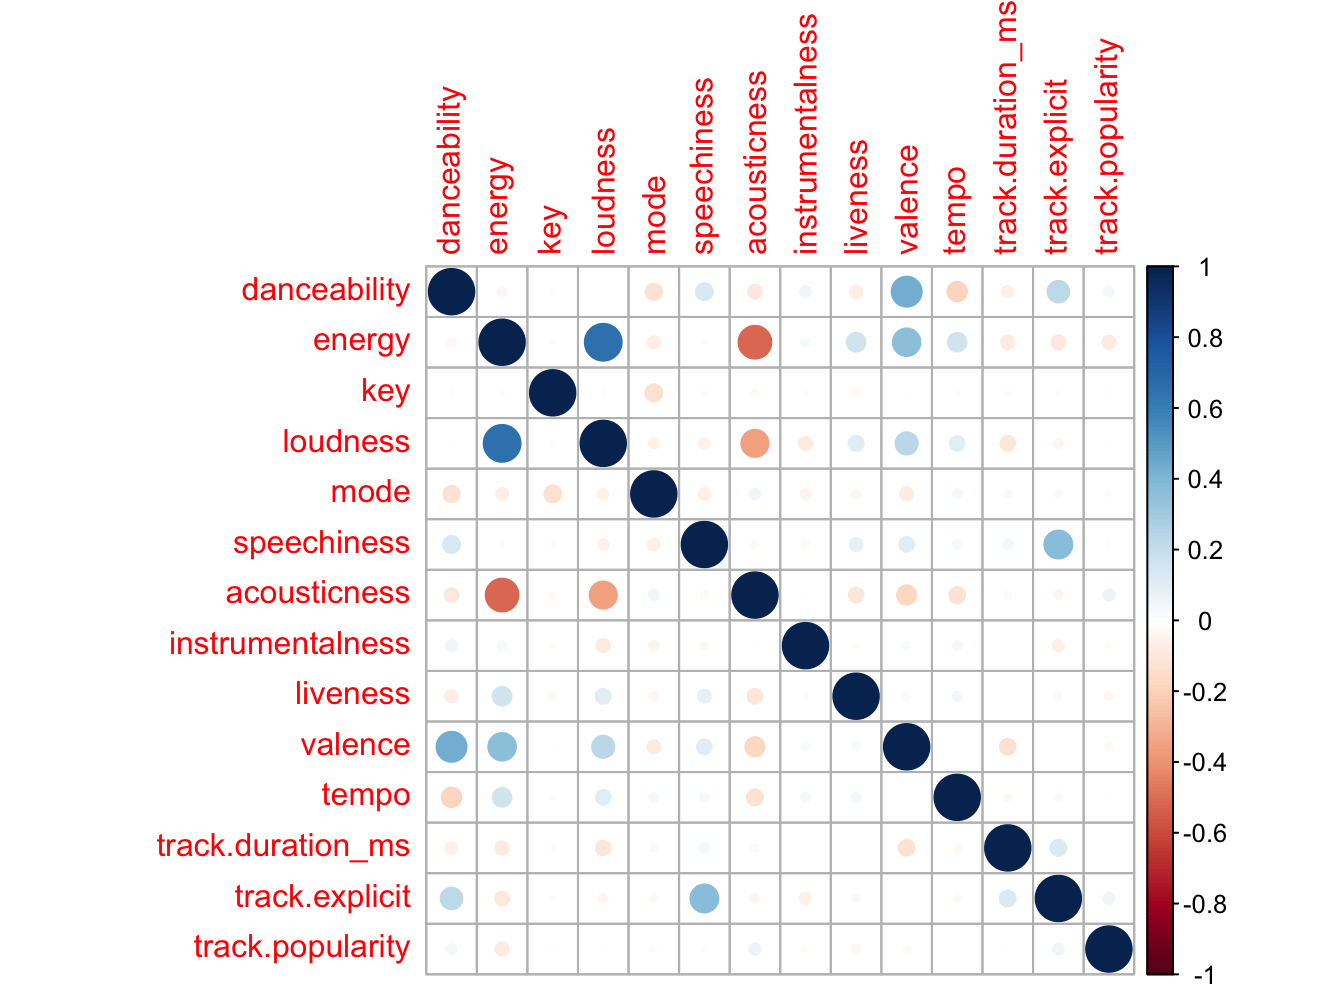 danceability
energy
key
loudness
mode
speechiness
acousticness
instrumentalness
liveness
valence
tempo
track.duration_ms
track.explicit
track.popularity
danceability
energy
key
loudness
mode
speechiness
acousticness
instrumentalness
liveness
valence
tempo
track.duration_ms
track.explicit
track.popularity
1
0.8
0.6
0.4
0.2
0
-0.2
-0.4
-0.6
-0.8
-1